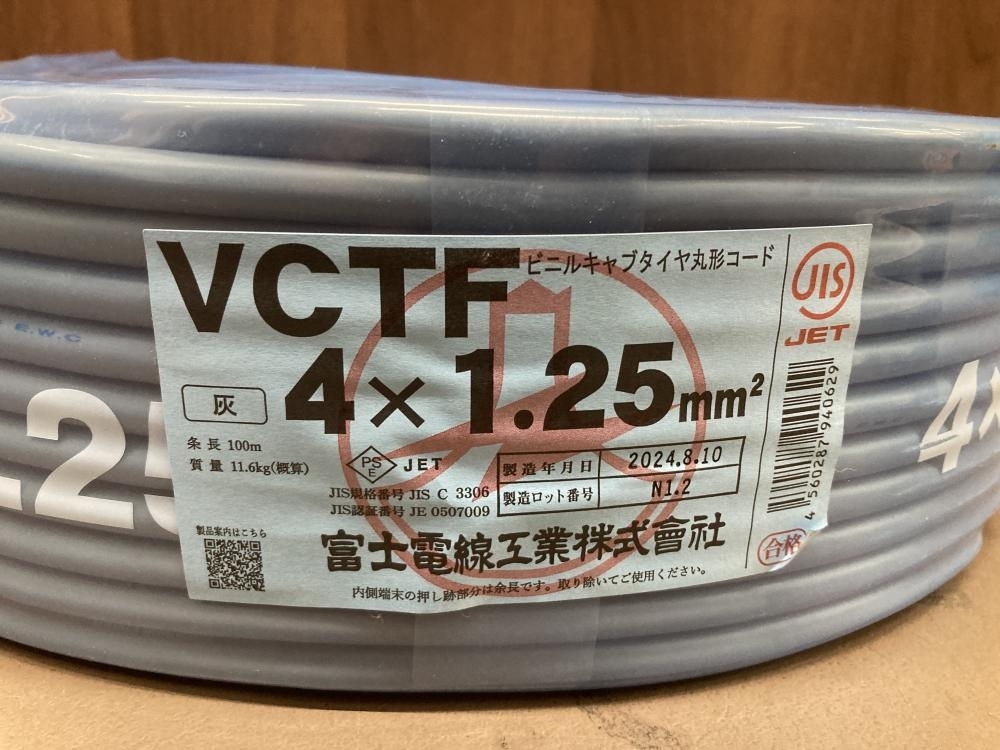 VCTF
ビニルキャブタイヤ丸形コード
4×1.25mm²
灰
条長 100m
質量 11.6kg(概算)
PS
E
JET
JIS規格番号 JIS C 3306
JIS認証番号 JE 0507009
製造年月日 2024.8.10
製造ロット番号 N1.2
製品案内はこちら
富士電線工業株式會社
内側端末の押し跡部分は余長です。取り除いてご使用ください。
JIS
JET
4560287940629
合格
E.W.C
.25
4×